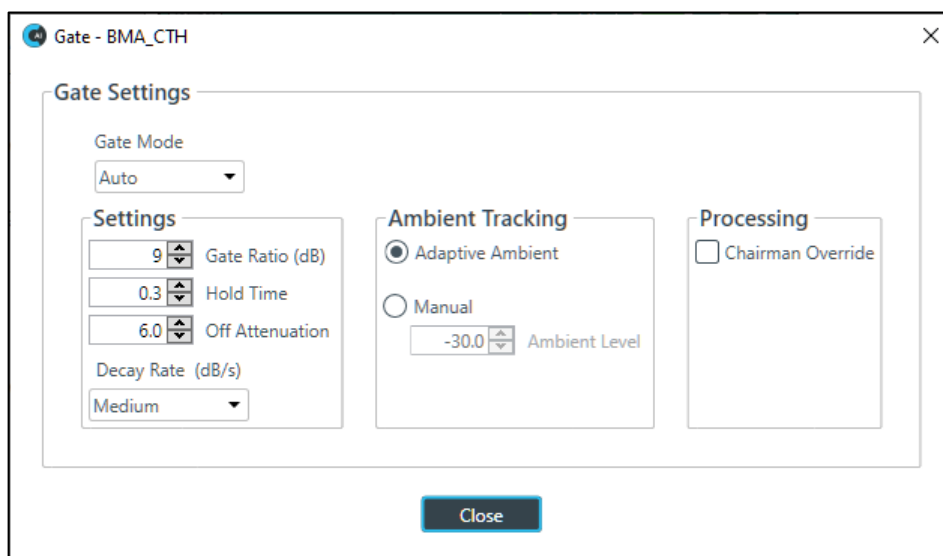 Gate - BMA_CTH
Gate Settings
Gate Mode
Auto
Settings
9 Gate Ratio (dB)
0.3 Hold Time
6.0 Off Attenuation
Decay Rate (dB/s)
Medium
Ambient Tracking
Adaptive Ambient
Manual
-30.0 Ambient Level
Processing
Chairman Override
Close